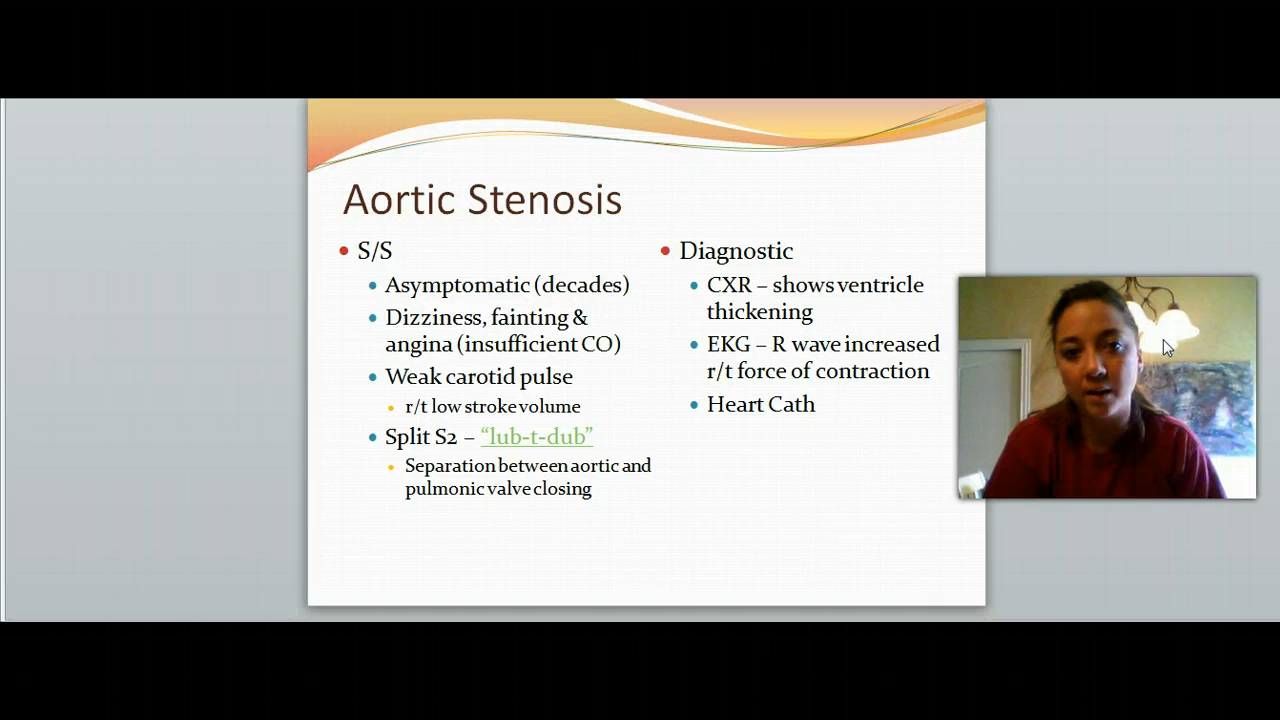 Aortic Stenosis
S/S
Asymptomatic (decades)
Dizziness, fainting &
angina (insufficient CO)
Weak carotid pulse
r/t low stroke volume
Split S2 – “lub-t-dub”
Separation between aortic and
pulmonic valve closing
Diagnostic
CXR – shows ventricle
thickening
EKG – R wave increased
r/t force of contraction
Heart Cath